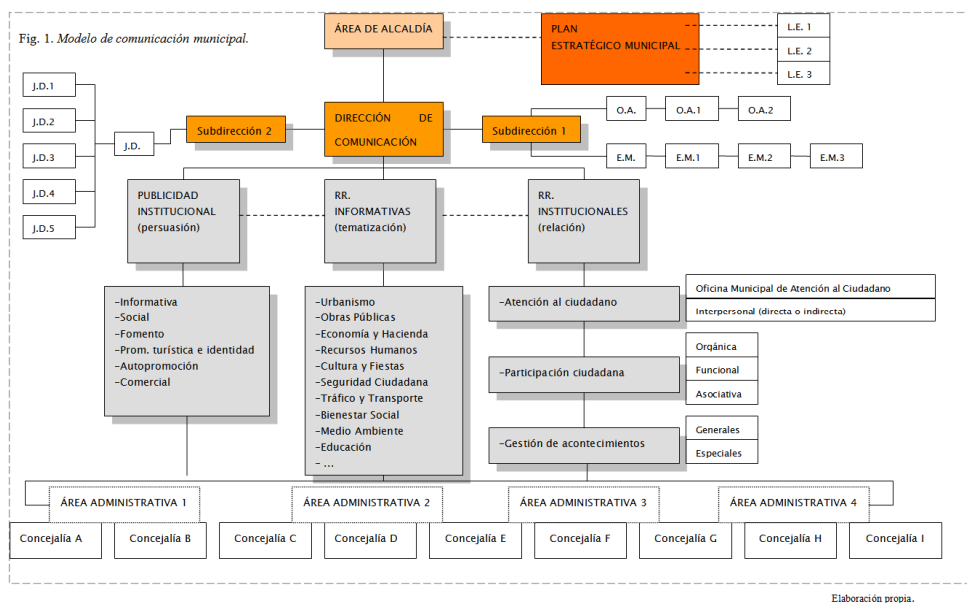 Fig. 1. Modelo de comunicación municipal.
ÁREA DE ALCALDÍA
PLAN
ESTRATÉGICO MUNICIPAL
L.E. 1
L.E. 2
L.E. 3
J.D.1
J.D.2
J.D.3
J.D.4
J.D.5
J.D.
Subdirección 2
DIRECCIÓN DE
COMUNICACIÓN
Subdirección 1
O.A.
O.A.1
O.A.2
E.M.
E.M.1
E.M.2
E.M.3
PUBLICIDAD
INSTITUCIONAL
(persuasión)
RR.
INFORMATIVAS
(tematización)
RR.
INSTITUCIONALES
(relación)
-Informativa
-Social
-Fomento
-Prom. turística e identidad
-Autopromoción
-Comercial
-Urbanismo
-Obras Públicas
-Economía y Hacienda
-Recursos Humanos
-Cultura y Fiestas
-Seguridad Ciudadana
-Tráfico y Transporte
-Bienestar Social
-Medio Ambiente
-Educación
- ...
-Atención al ciudadano
Oficina Municipal de Atención al Ciudadano
Interpersonal (directa o indirecta)
-Participación ciudadana
Orgánica
Funcional
Asociativa
-Gestión de acontecimientos
Generales
Especiales
ÁREA ADMINISTRATIVA 1
ÁREA ADMINISTRATIVA 2
ÁREA ADMINISTRATIVA 3
ÁREA ADMINISTRATIVA 4
Concejalía A
Concejalía B
Concejalía C
Concejalía D
Concejalía E
Concejalía F
Concejalía G
Concejalía H
Concejalía I
Elaboración propia.